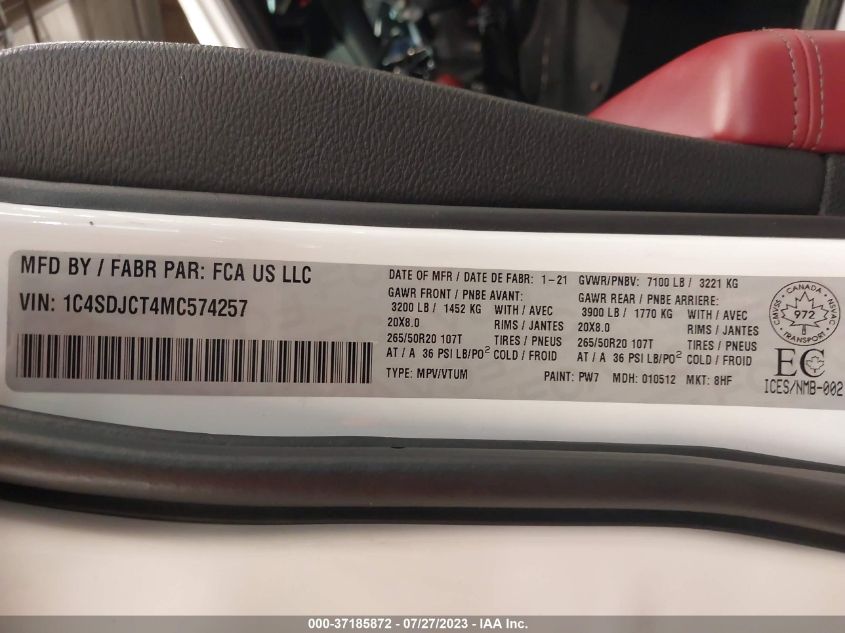 MFD BY / FABR PAR: FCA US LLC
VIN: 1C4SDJCT4MC574257
DATE OF MFR / DATE DE FABR: 1-21
GVWR/PNBV: 7100 LB / 3221 KG
GAWR FRONT / PNBE AVANT:
3200 LB / 1452 KG WITH / AVEC
20X8.0 RIMS / JANTES
265/50R20 107T TIRES / PNEUS
AT / A 36 PSI LB/PO² COLD / FROID
GAWR REAR / PNBE ARRIERE:
3900 LB / 1770 KG WITH / AVEC
20X8.0 RIMS / JANTES
265/50R20 107T TIRES / PNEUS
AT / A 36 PSI LB/PO² COLD / FROID
TYPE: MPV/VTUM
PAINT: PW7 MDH: 010512 MKT: 8HF
CANADA
CMVSS
NSVAC
972
TRANSPORT
EC
ICES/NMB-002
000-37185872 - 07/27/2023 - IAA Inc.